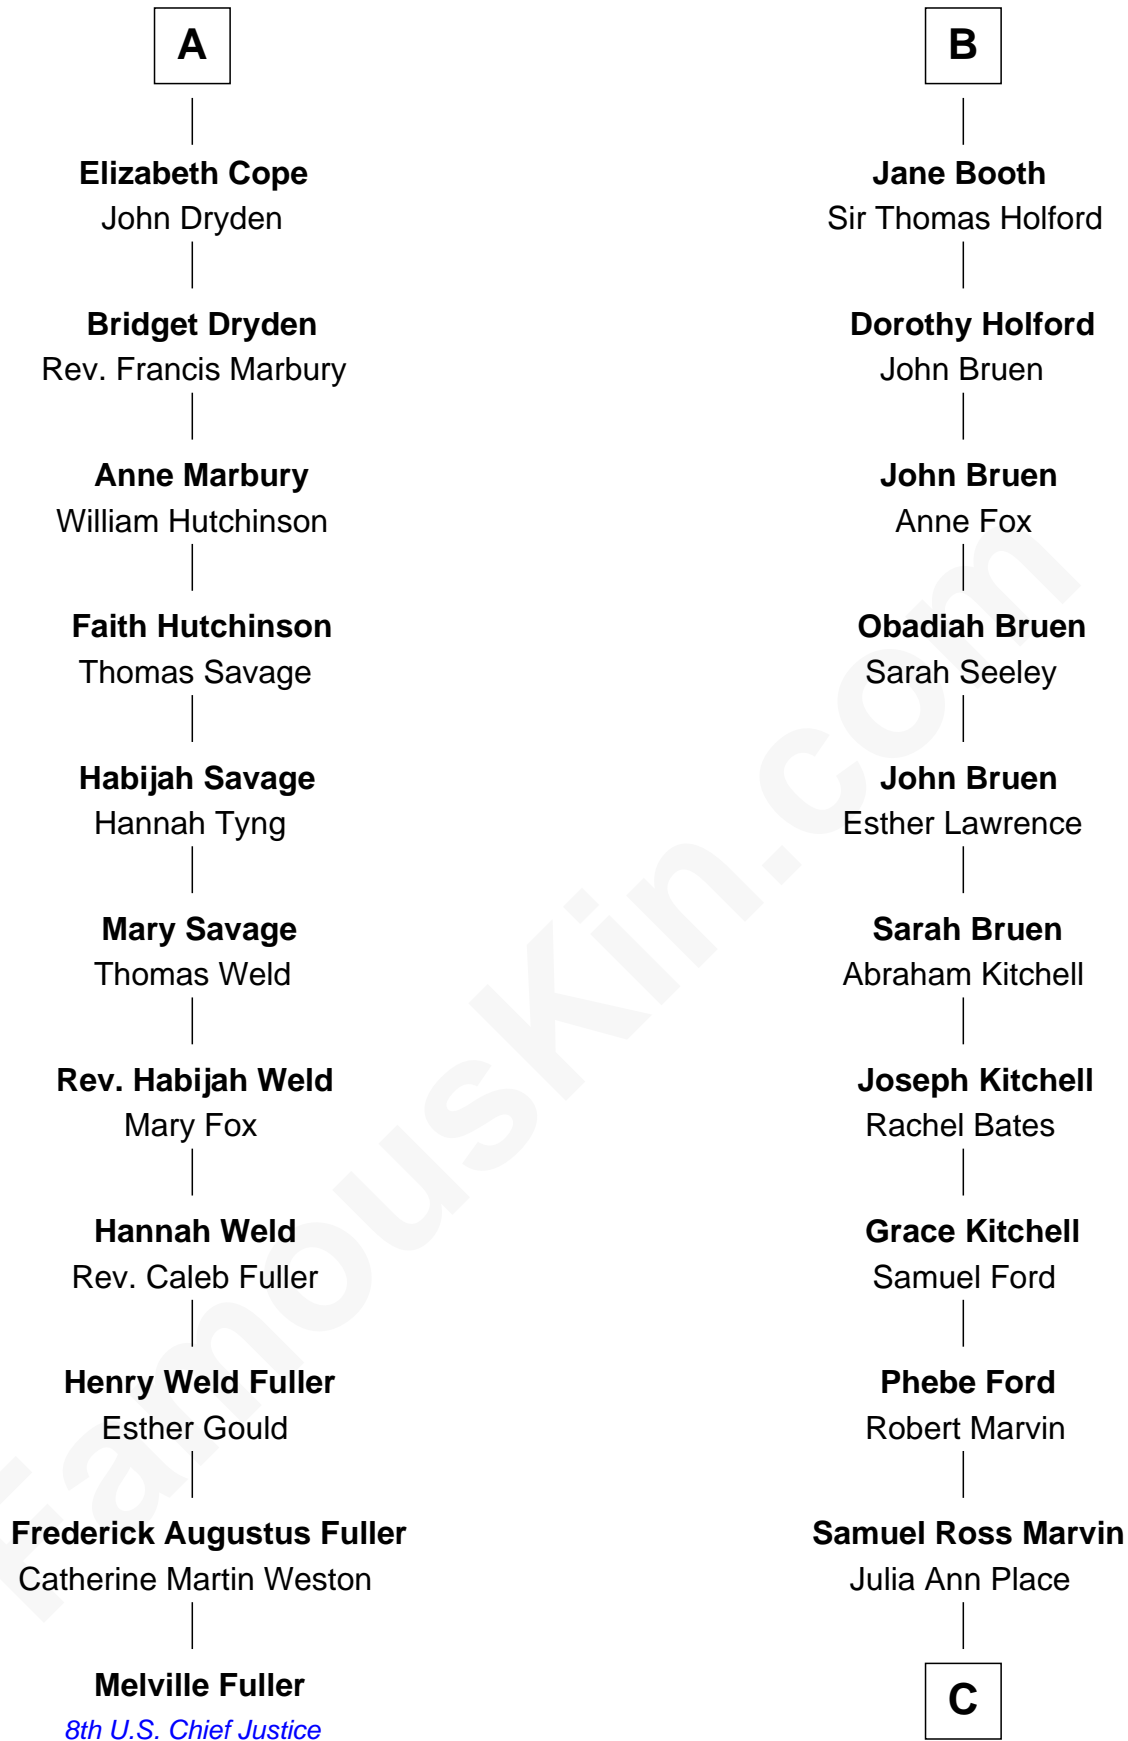 A
Elizabeth Cope
John Dryden
Bridget Dryden
Rev. Francis Marbury
Anne Marbury
William Hutchinson
Faith Hutchinson
Thomas Savage
Habijah Savage
Hannah Tyng
Mary Savage
Thomas Weld
Rev. Habijah Weld
Mary Fox
Hannah Weld
Rev. Caleb Fuller
Henry Weld Fuller
Esther Gould
Frederick Augustus Fuller
Catherine Martin Weston
Melville Fuller
8th U.S. Chief Justice
B
Jane Booth
Sir Thomas Holford
Dorothy Holford
John Bruen
John Bruen
Anne Fox
Obadiah Bruen
Sarah Seeley
John Bruen
Esther Lawrence
Sarah Bruen
Abraham Kitchell
Joseph Kitchell
Rachel Bates
Grace Kitchell
Samuel Ford
Phebe Ford
Robert Marvin
Samuel Ross Marvin
Julia Ann Place
C
FamousKin.com